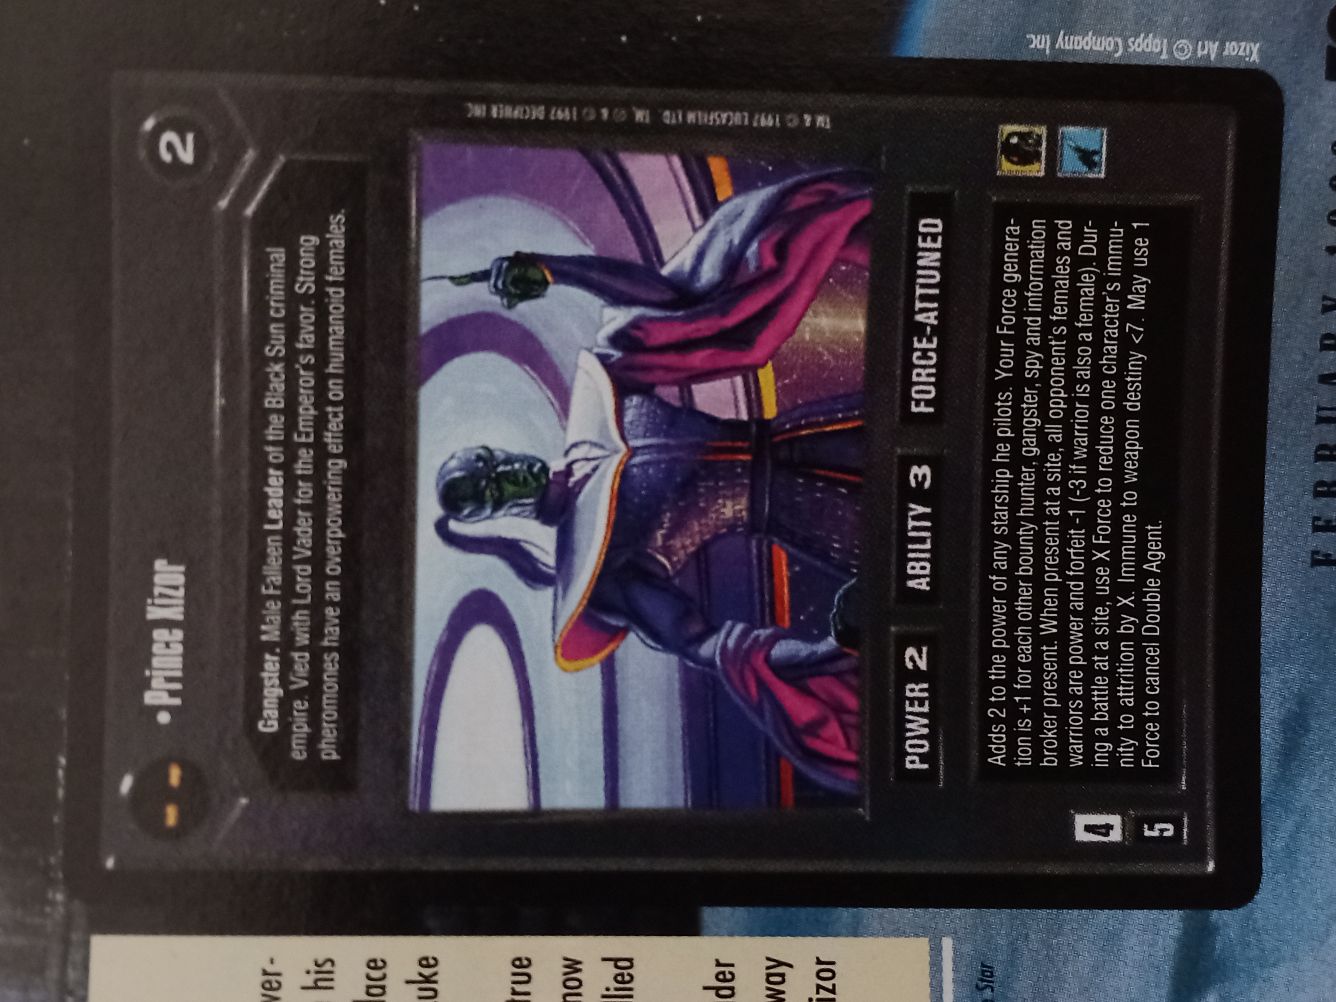 • Prince Xizor
2
Gangster. Male Falleen Leader of the Black Sun criminal
empire. Vied with Lord Vader for the Emperor's favor. Strong
pheromones have an overpowering effect on humanoid females.
TM & © 1997 LUCASFILM LTD. TM, ® & © 1997 DECIPHER INC.
POWER 2
ABILITY 3
FORCE-ATTUNED
Adds 2 to the power of any starship he pilots. Your Force genera-
tion is +1 for each other bounty hunter, gangster, spy and information
broker present. When present at a site, all opponent's females and
warriors are power and forfeit -1 (-3 if warrior is also a female). Dur-
ing a battle at a site, use X Force to reduce one character's immu-
nity to attrition by X. Immune to weapon destiny <7. May use 1
Force to cancel Double Agent.
4
5
Xizor Art © Topps Company Inc
ver-
his
lace
uke
true
now
llied
der
way
izor
Star
FEBRUARY